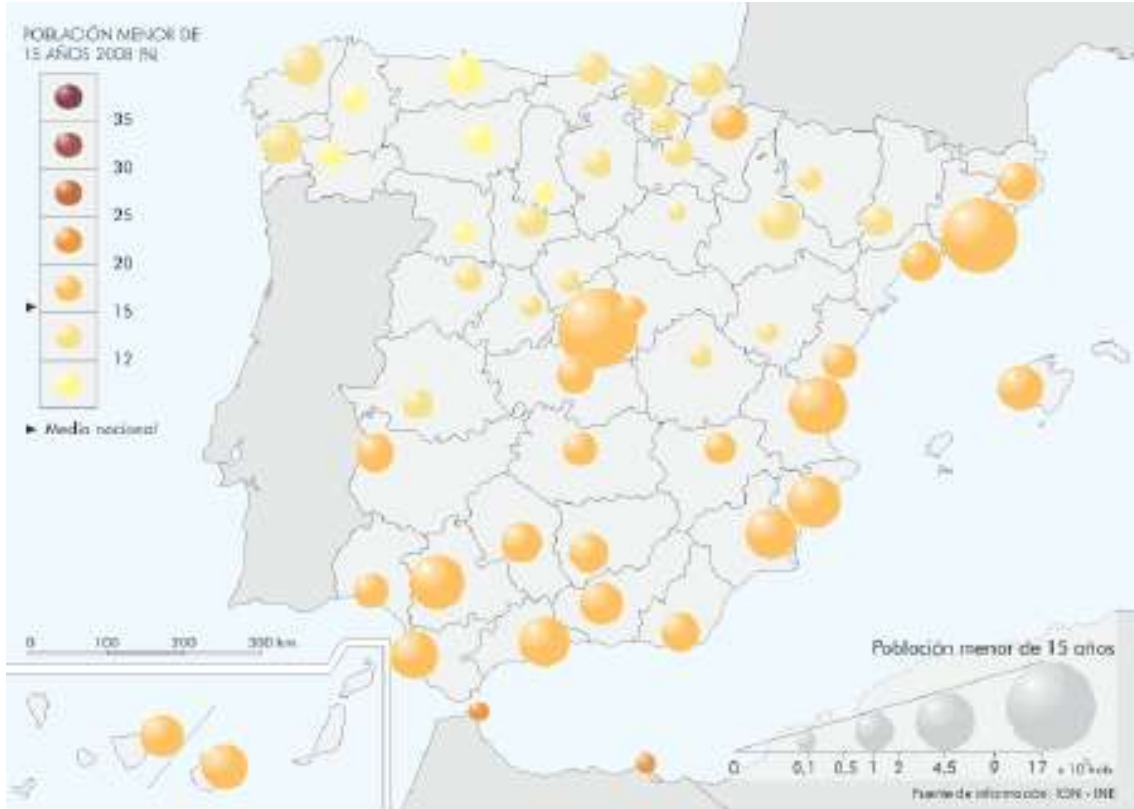 POBLACIÓN MENOR DE
15 AÑOS 2008 (%)
35
30
25
20
15
12
► Media nacional
0 100 200 300 km
Población menor de 15 años
0 0,1 0,5 1 2 4,5 9 17
Fuente de información: IGN - INE